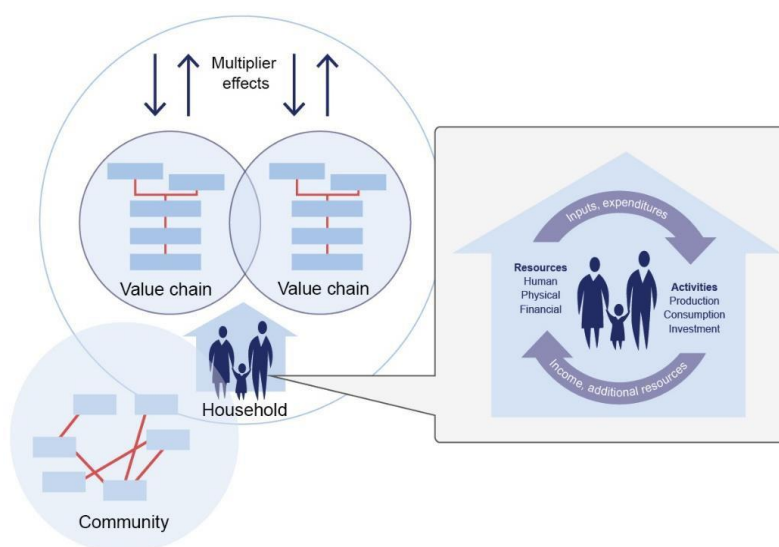 Multiplier
effects
Value chain
Value chain
Household
Community
Inputs, expenditures
Resources
Human
Physical
Financial
Activities
Production
Consumption
Investment
Income, additional resources